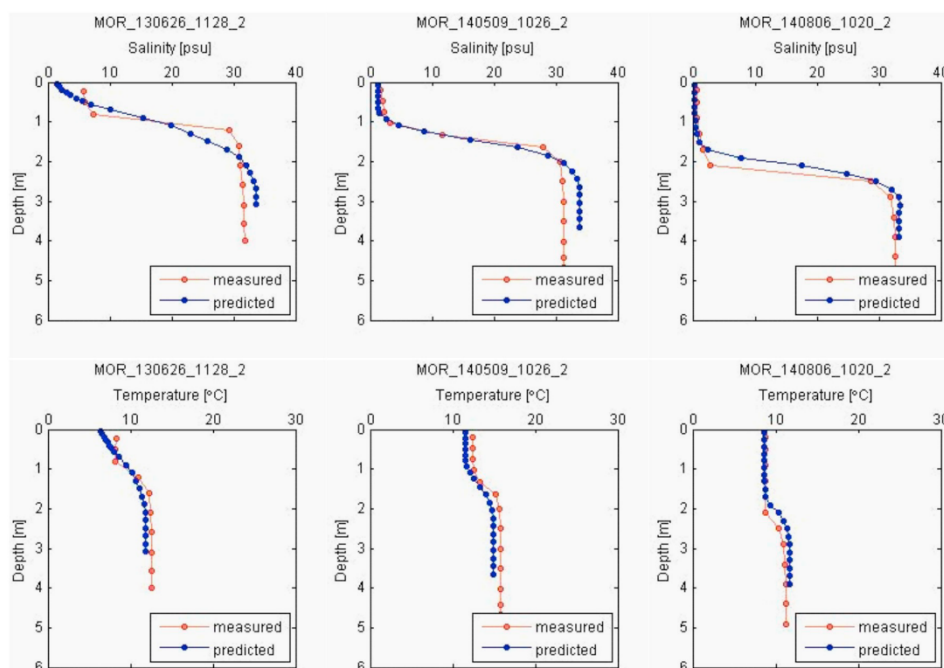 MOR_130626_1128_2
Salinity [psu]
0 10 20 30 40
0
1
2
3
4
5
6
Depth [m]
measured
predicted
MOR_140509_1026_2
Salinity [psu]
0 10 20 30 40
0
1
2
3
4
5
6
Depth [m]
measured
predicted
MOR_140806_1020_2
Salinity [psu]
0 10 20 30 40
0
1
2
3
4
5
6
Depth [m]
measured
predicted
MOR_130626_1128_2
Temperature [°C]
0 10 20 30
0
1
2
3
4
5
6
Depth [m]
measured
predicted
MOR_140509_1026_2
Temperature [°C]
0 10 20 30
0
1
2
3
4
5
6
Depth [m]
measured
predicted
MOR_140806_1020_2
Temperature [°C]
0 10 20 30
0
1
2
3
4
5
6
Depth [m]
measured
predicted